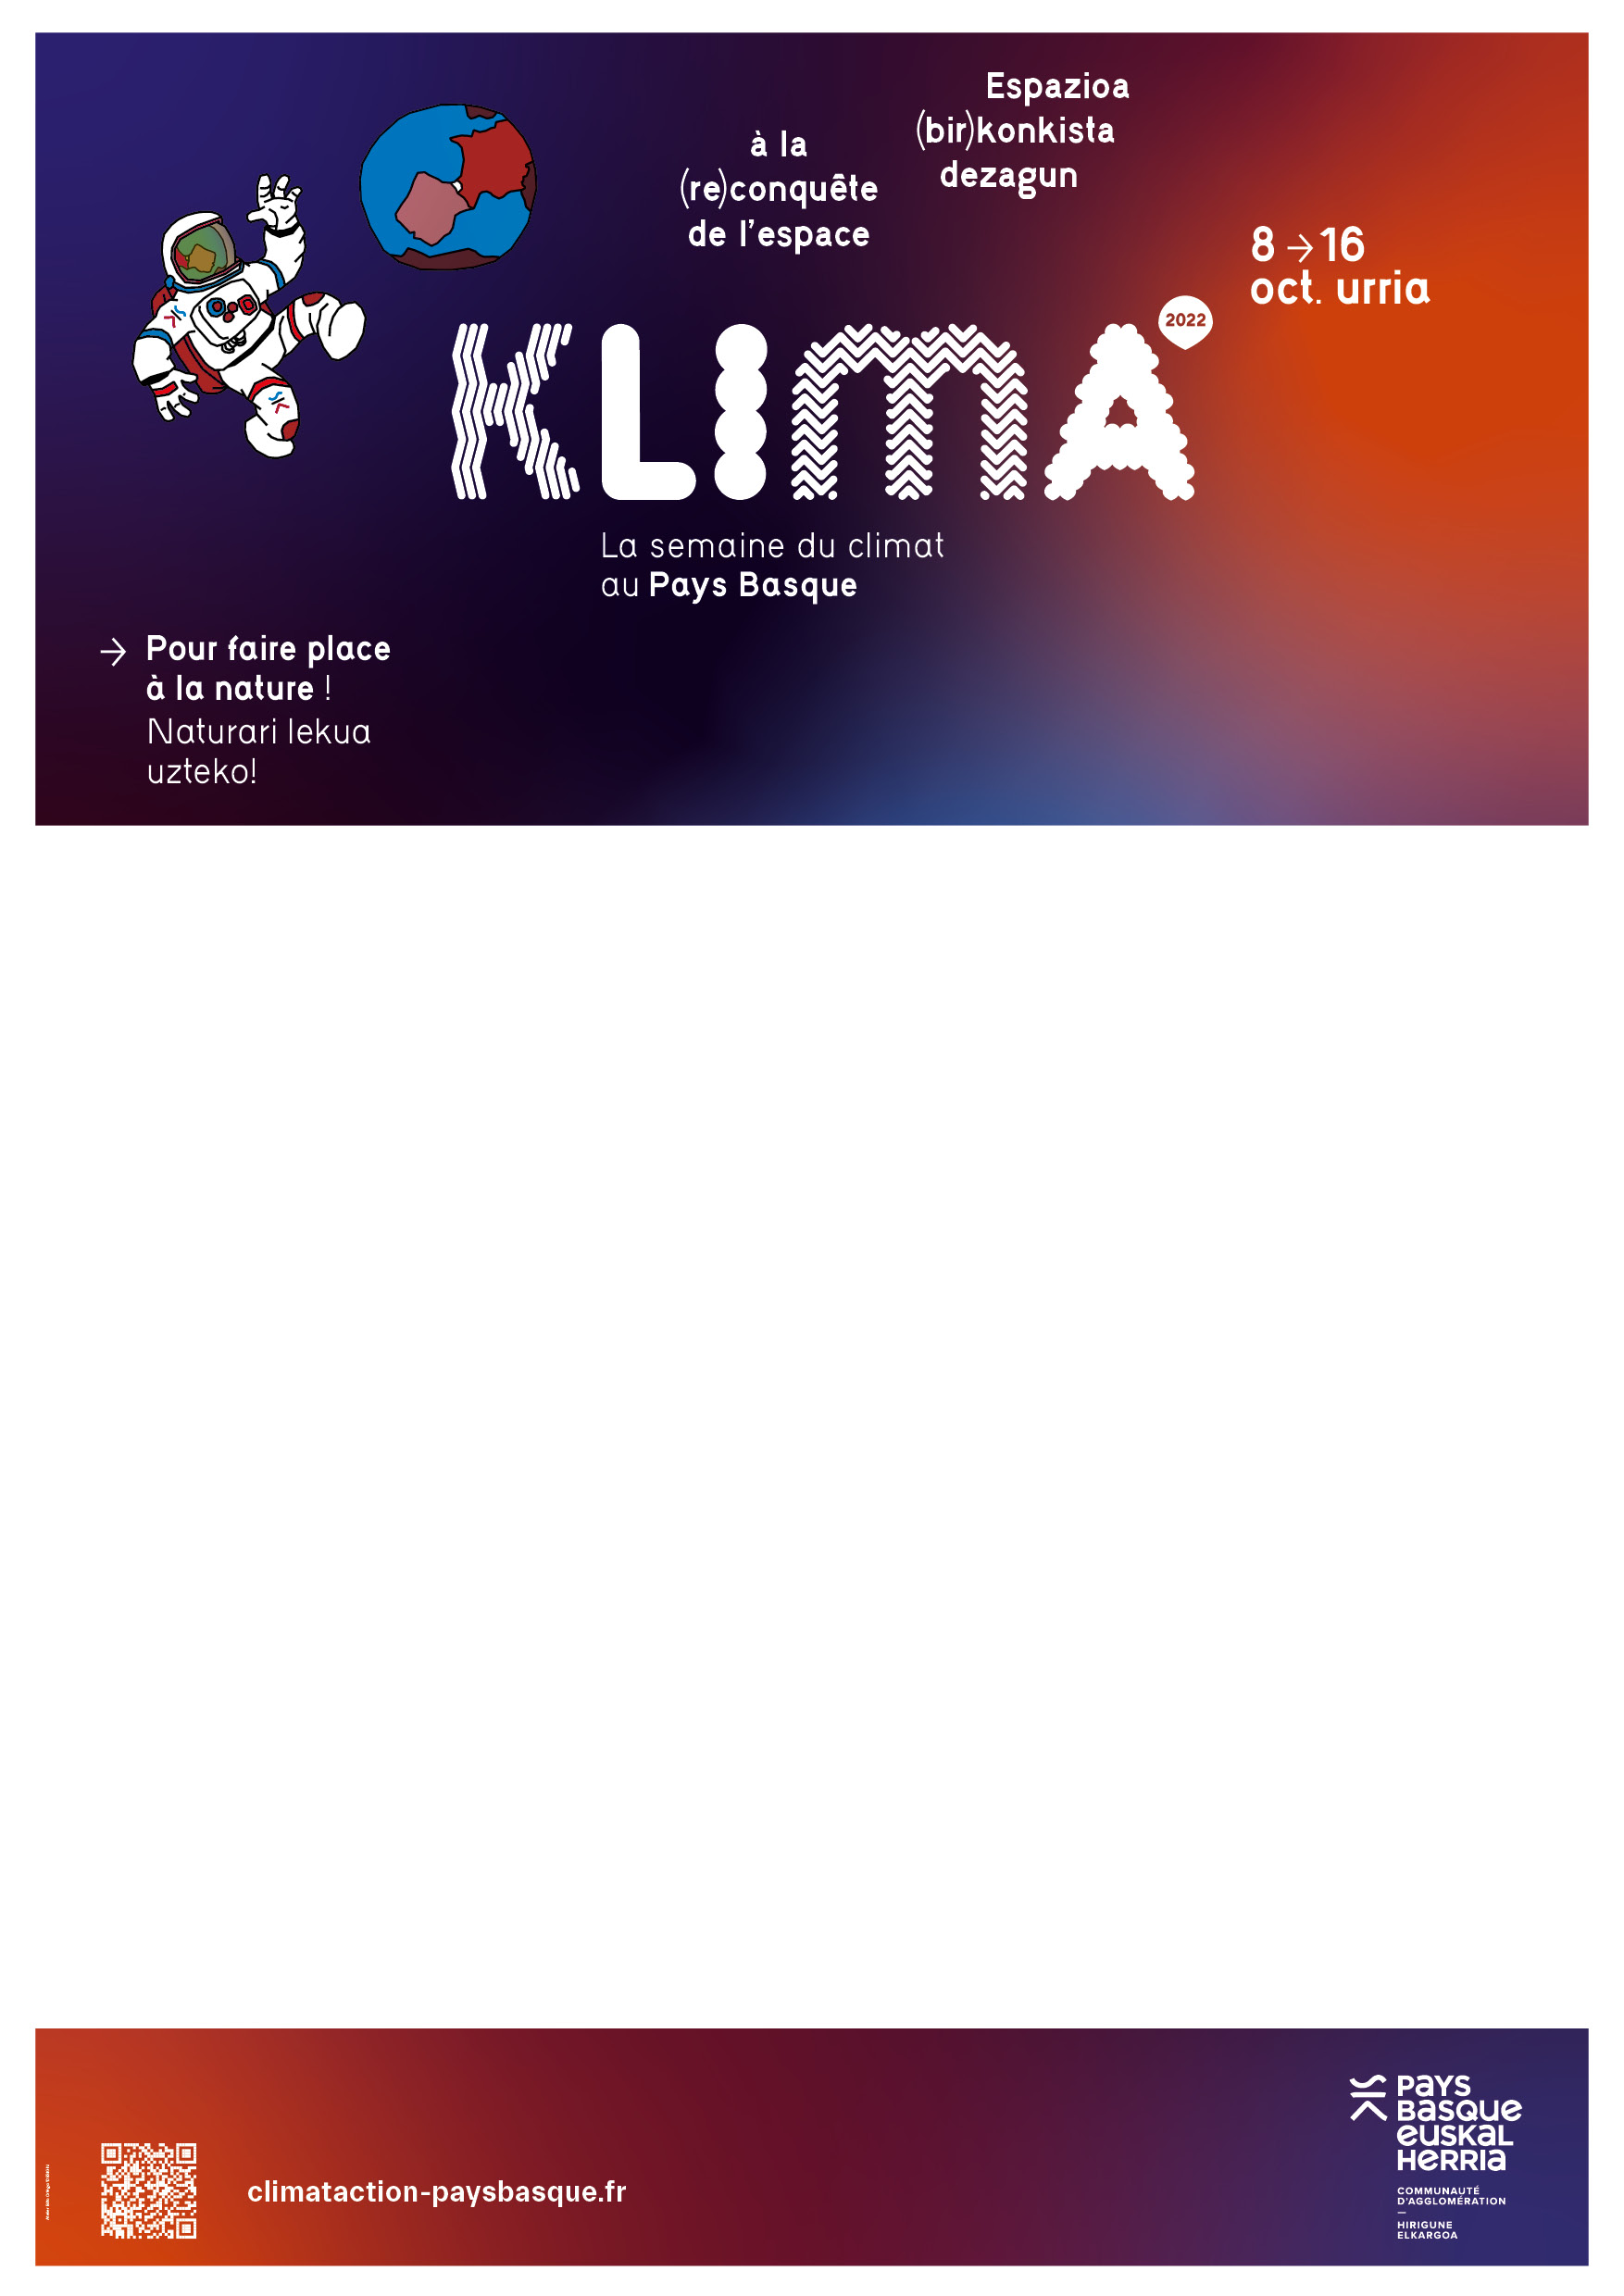 à la
(re)conquête
de l'espace
Espazioa
(bir)konkista
dezagun
8 → 16
oct. urria
KLIMA
2022
La semaine du climat
au Pays Basque
→ Pour faire place
à la nature !
Naturari lekua
uzteko!
climataction-paysbasque.fr
PAYS
BASQUE
EUSKAL
HERRIA
COMMUNAUTÉ
D'AGGLOMÉRATION
—
HIRIGUNE
ELKARGOA